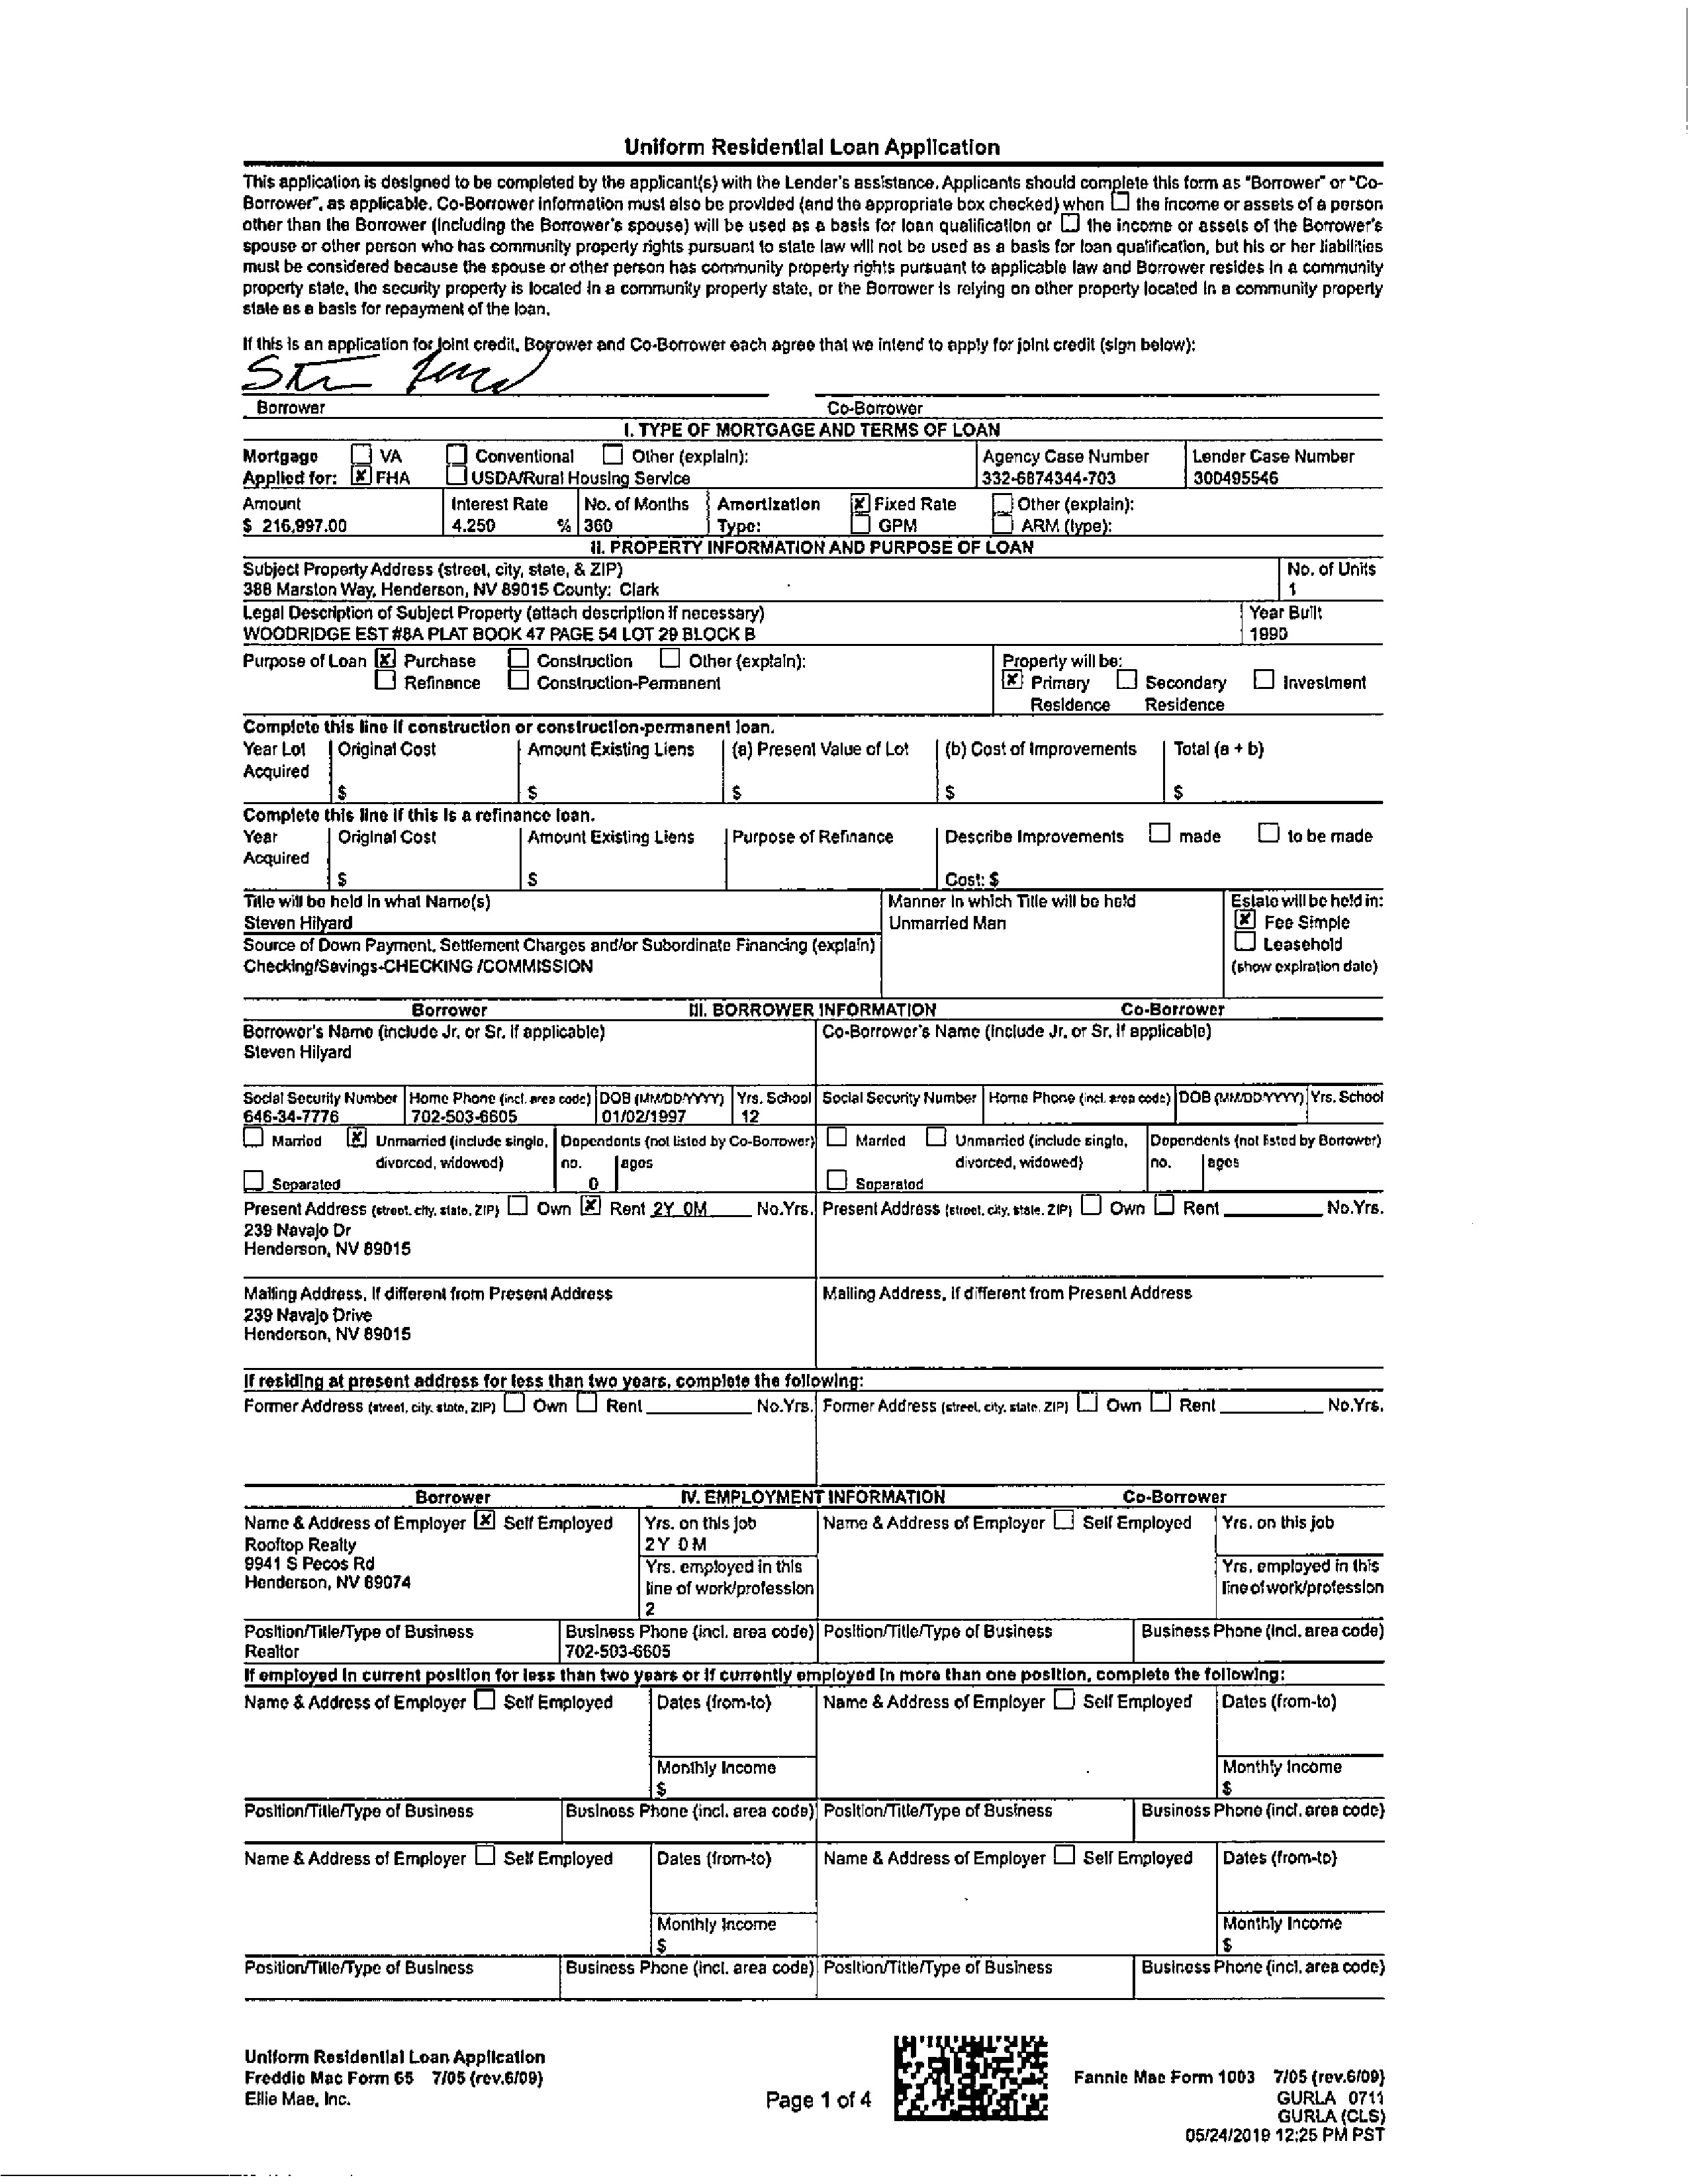 Uniform Residential Loan Application
This application is designed to be completed by the applicant(s) with the Lender's assistance. Applicants should complete this form as "Borrower" or "Co-
Borrower", as applicable. Co-Borrower information must also be provided (and the appropriate box checked) when ☐ the income or assets of a person
other than the Borrower (including the Borrower's spouse) will be used as a basis for loan qualification or ☐ the income or assets of the Borrower's
spouse or other person who has community property rights pursuant to state law will not be used as a basis for loan qualification, but his or her liabilities
must be considered because the spouse or other person has community property rights pursuant to applicable law and Borrower resides in a community
property state, the security property is located in a community property state, or the Borrower is relying on other property located in a community property
state as a basis for repayment of the loan.
If this is an application for joint credit, Borrower and Co-Borrower each agree that we intend to apply for joint credit (sign below):
Borrower Co-Borrower
I. TYPE OF MORTGAGE AND TERMS OF LOAN
Mortgage ☐ VA ☐ Conventional ☐ Other (explain): Agency Case Number Lender Case Number
Applied for: ☒ FHA ☐ USDA/Rural Housing Service 332-6874344-703 300495546
Amount Interest Rate No. of Months Amortization ☒ Fixed Rate ☐ Other (explain):
$ 216,997.00 4.250 % 360 Type: ☐ GPM ☐ ARM (type):
II. PROPERTY INFORMATION AND PURPOSE OF LOAN
Subject Property Address (street, city, state, & ZIP) No. of Units
388 Marston Way, Henderson, NV 89015 County: Clark 1
Legal Description of Subject Property (attach description if necessary) Year Built
WOODRIDGE EST #8A PLAT BOOK 47 PAGE 54 LOT 29 BLOCK B 1990
Purpose of Loan ☒ Purchase ☐ Construction ☐ Other (explain): Property will be:
☐ Refinance ☐ Construction-Permanent ☒ Primary ☐ Secondary ☐ Investment
Residence Residence
Complete this line if construction or construction-permanent loan.
Year Lot Original Cost Amount Existing Liens (a) Present Value of Lot (b) Cost of Improvements Total (a + b)
Acquired
$ $ $ $ $
Complete this line if this is a refinance loan.
Year Original Cost Amount Existing Liens Purpose of Refinance Describe Improvements ☐ made ☐ to be made
Acquired
$ $ Cost: $
Title will be held in what Name(s) Manner in which Title will be held Estate will be held in:
Steven Hilyard Unmarried Man ☒ Fee Simple
Source of Down Payment, Settlement Charges and/or Subordinate Financing (explain) ☐ Leasehold
Checking/Savings-CHECKING /COMMISSION (show expiration date)
Borrower III. BORROWER INFORMATION Co-Borrower
Borrower's Name (include Jr. or Sr. if applicable) Co-Borrower's Name (include Jr. or Sr. if applicable)
Steven Hilyard
Social Security Number Home Phone (incl. area code) DOB (MM/DD/YYYY) Yrs. School Social Security Number Home Phone (incl. area code) DOB (MM/DD/YYYY) Yrs. School
646-34-7776 702-503-6605 01/02/1997 12
☐ Married ☒ Unmarried (include single, Dependents (not listed by Co-Borrower) ☐ Married ☐ Unmarried (include single, Dependents (not listed by Borrower)
divorced, widowed) no. ages divorced, widowed) no. ages
☐ Separated 0 ☐ Separated
Present Address (street, city, state, ZIP) ☐ Own ☒ Rent 2Y 0M No.Yrs. Present Address (street, city, state, ZIP) ☐ Own ☐ Rent No.Yrs.
239 Navajo Dr
Henderson, NV 89015
Mailing Address, if different from Present Address Mailing Address, if different from Present Address
239 Navajo Drive
Henderson, NV 89015
If residing at present address for less than two years, complete the following:
Former Address (street, city, state, ZIP) ☐ Own ☐ Rent No.Yrs. Former Address (street, city, state, ZIP) ☐ Own ☐ Rent No.Yrs.
Borrower IV. EMPLOYMENT INFORMATION Co-Borrower
Name & Address of Employer ☒ Self Employed Yrs. on this job Name & Address of Employer ☐ Self Employed Yrs. on this job
Rooftop Realty 2Y 0M
9941 S Pecos Rd Yrs. employed in this Yrs. employed in this
Henderson, NV 89074 line of work/profession line of work/profession
2
Position/Title/Type of Business Business Phone (incl. area code) Position/Title/Type of Business Business Phone (incl. area code)
Realtor 702-503-6605
If employed in current position for less than two years or if currently employed in more than one position, complete the following:
Name & Address of Employer ☐ Self Employed Dates (from-to) Name & Address of Employer ☐ Self Employed Dates (from-to)
Monthly Income Monthly Income
$ $
Position/Title/Type of Business Business Phone (incl. area code) Position/Title/Type of Business Business Phone (incl. area code)
Name & Address of Employer ☐ Self Employed Dates (from-to) Name & Address of Employer ☐ Self Employed Dates (from-to)
Monthly Income Monthly Income
$ $
Position/Title/Type of Business Business Phone (incl. area code) Position/Title/Type of Business Business Phone (incl. area code)
Uniform Residential Loan Application
Freddie Mac Form 65 7/05 (rev.6/09) Fannie Mae Form 1003 7/05 (rev.6/09)
Ellie Mae, Inc. Page 1 of 4 GURLA 0711
GURLA (CLS)
05/24/2019 12:25 PM PST